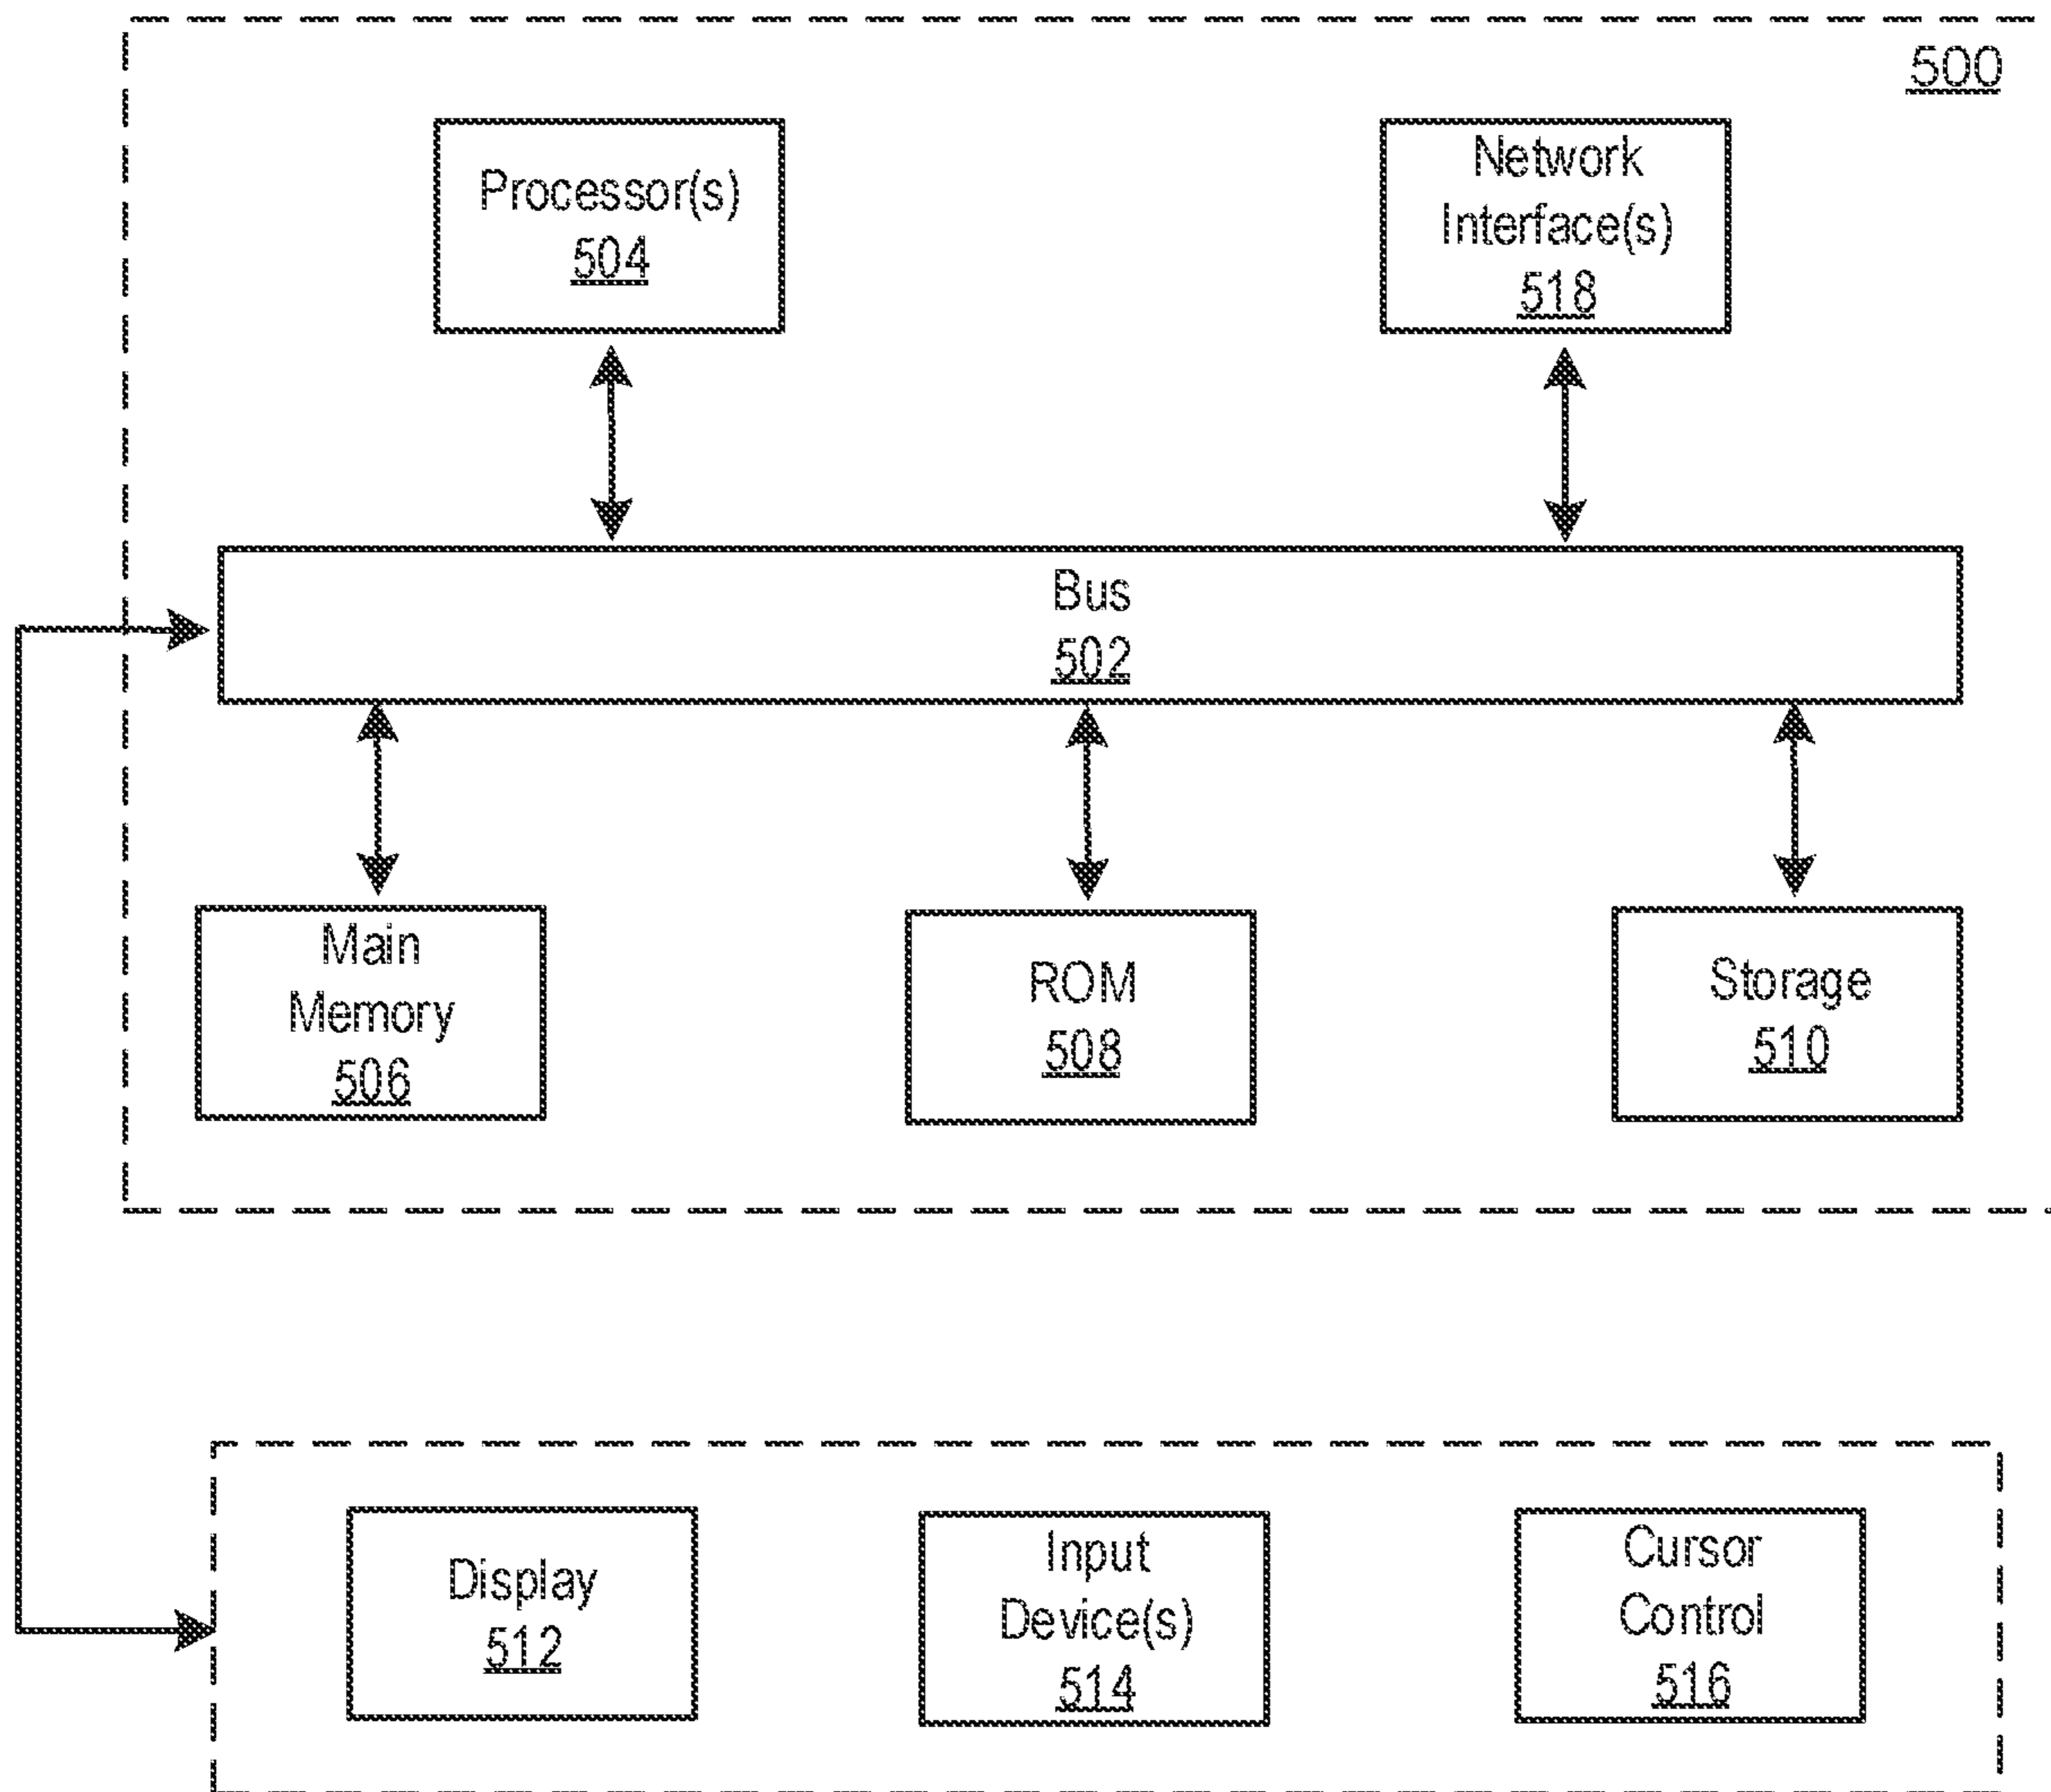 500
Processor(s)
504
Network
Interface(s)
518
Bus
502
Main
Memory
506
ROM
508
Storage
510
Display
512
Input
Device(s)
514
Cursor
Control
516